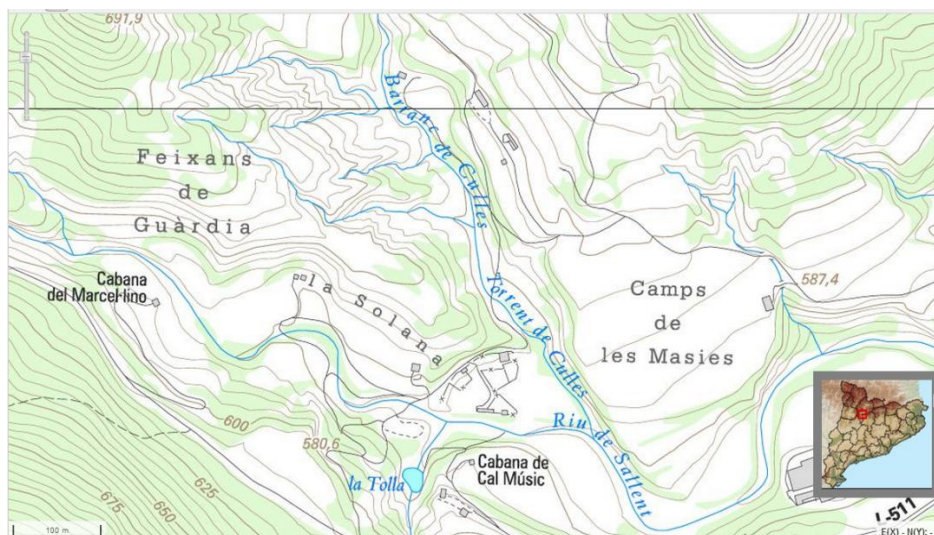 691,9
Barranc de Culles
Feixans
de
Guàrdia
Cabana
del Marcel·lino
la Solana
Torrent de Culles
Camps
de
les Masies
587,4
600
580,6
Riu de Sallent
la Tolla
Cabana de
Cal Músic
625
650
675
L-511
100 m
E(X) - N(Y): -